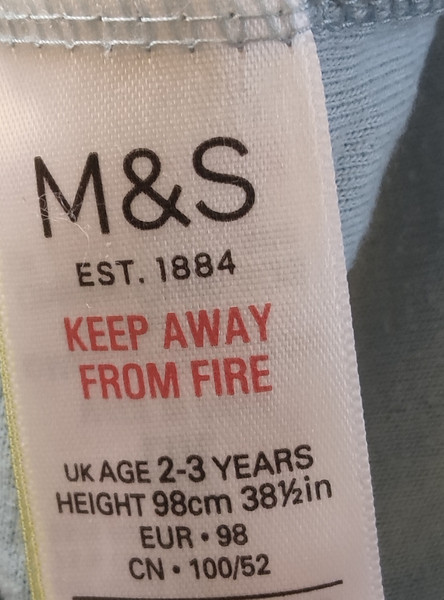 M&S
EST. 1884
KEEP AWAY
FROM FIRE
UK AGE 2-3 YEARS
HEIGHT 98cm 38½in
EUR • 98
CN • 100/52